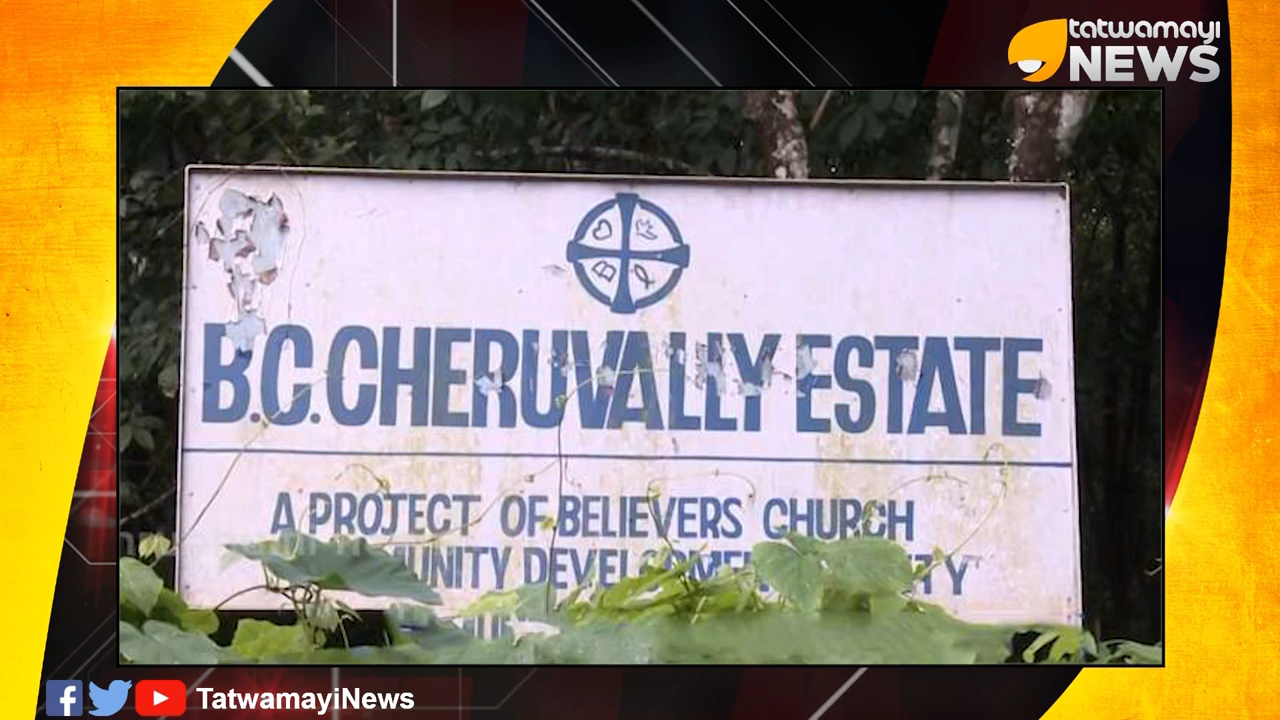 tatwamayi
NEWS
B.C.CHERUVALLY ESTATE
A PROJECT OF BELIEVERS CHURCH
TatwamayiNews